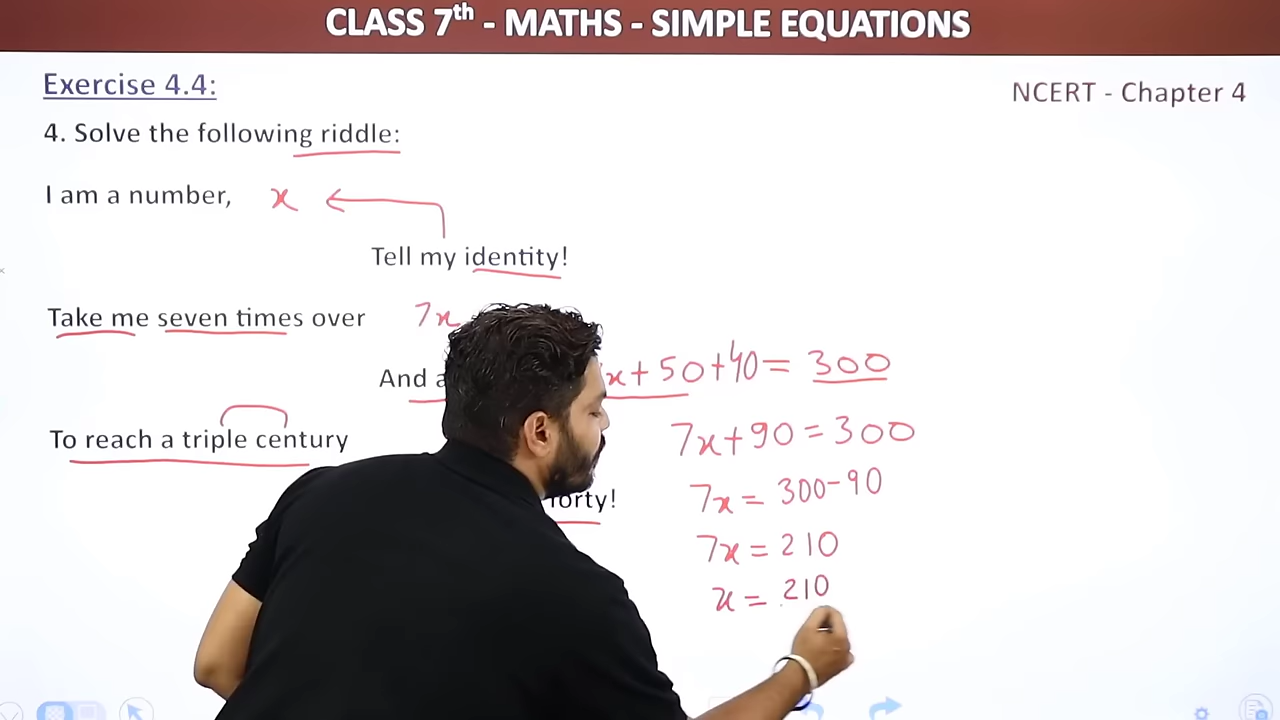 CLASS 7th - MATHS - SIMPLE EQUATIONS
Exercise 4.4:
NCERT - Chapter 4
4. Solve the following riddle:
I am a number, x
Tell my identity!
Take me seven times over 7x
And
x + 50 + 40 = 300
To reach a triple century
7x + 90 = 300
forty!
7x = 300 - 90
7x = 210
x = 210